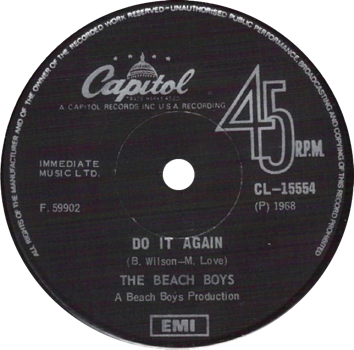 ALL RIGHTS OF THE MANUFACTURER AND OF THE OWNER OF THE RECORDED WORK RESERVED—UNAUTHORISED PUBLIC PERFORMANCE, BROADCASTING AND COPYING OF THIS RECORD PROHIBITED
Capitol
TRADE MARK
A CAPITOL RECORDS INC U S A RECORDING
45
R.P.M.
IMMEDIATE
MUSIC LTD.
CL-15554
F. 59902
(P) 1968
DO IT AGAIN
(B. Wilson—M. Love)
THE BEACH BOYS
A Beach Boys Production
EMI